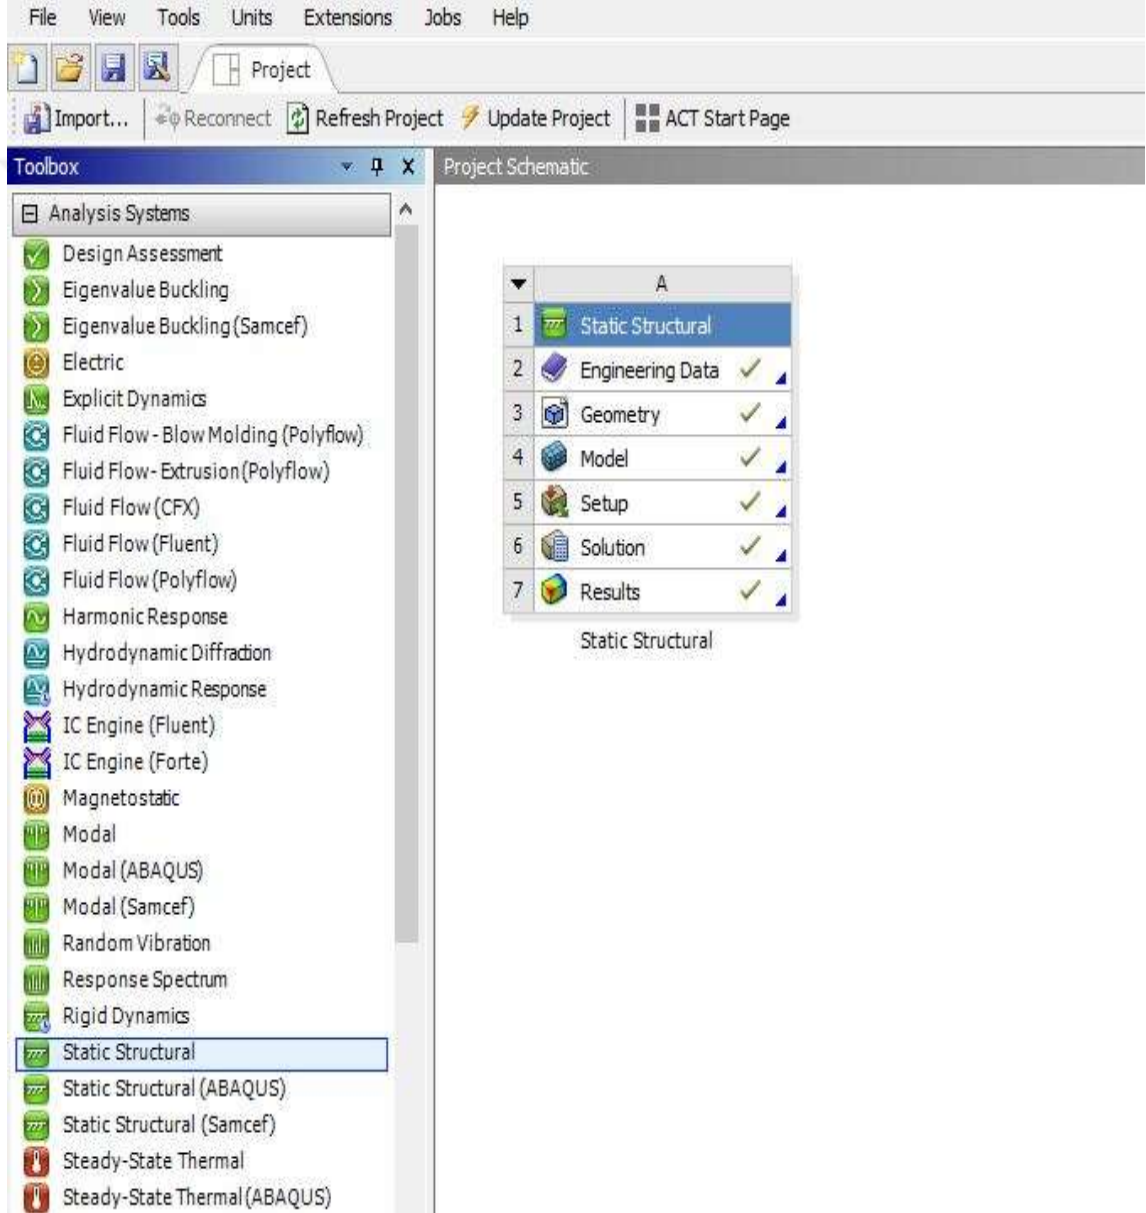 File View Tools Units Extensions Jobs Help
Project
Import... Reconnect Refresh Project Update Project ACT Start Page
Toolbox
Project Schematic
Analysis Systems
Design Assessment
Eigenvalue Buckling
Eigenvalue Buckling (Samcef)
Electric
Explicit Dynamics
Fluid Flow - Blow Molding (Polyflow)
Fluid Flow - Extrusion (Polyflow)
Fluid Flow (CFX)
Fluid Flow (Fluent)
Fluid Flow (Polyflow)
Harmonic Response
Hydrodynamic Diffraction
Hydrodynamic Response
IC Engine (Fluent)
IC Engine (Forte)
Magnetostatic
Modal
Modal (ABAQUS)
Modal (Samcef)
Random Vibration
Response Spectrum
Rigid Dynamics
Static Structural
Static Structural (ABAQUS)
Static Structural (Samcef)
Steady-State Thermal
Steady-State Thermal (ABAQUS)
A
1 Static Structural
2 Engineering Data
3 Geometry
4 Model
5 Setup
6 Solution
7 Results
Static Structural